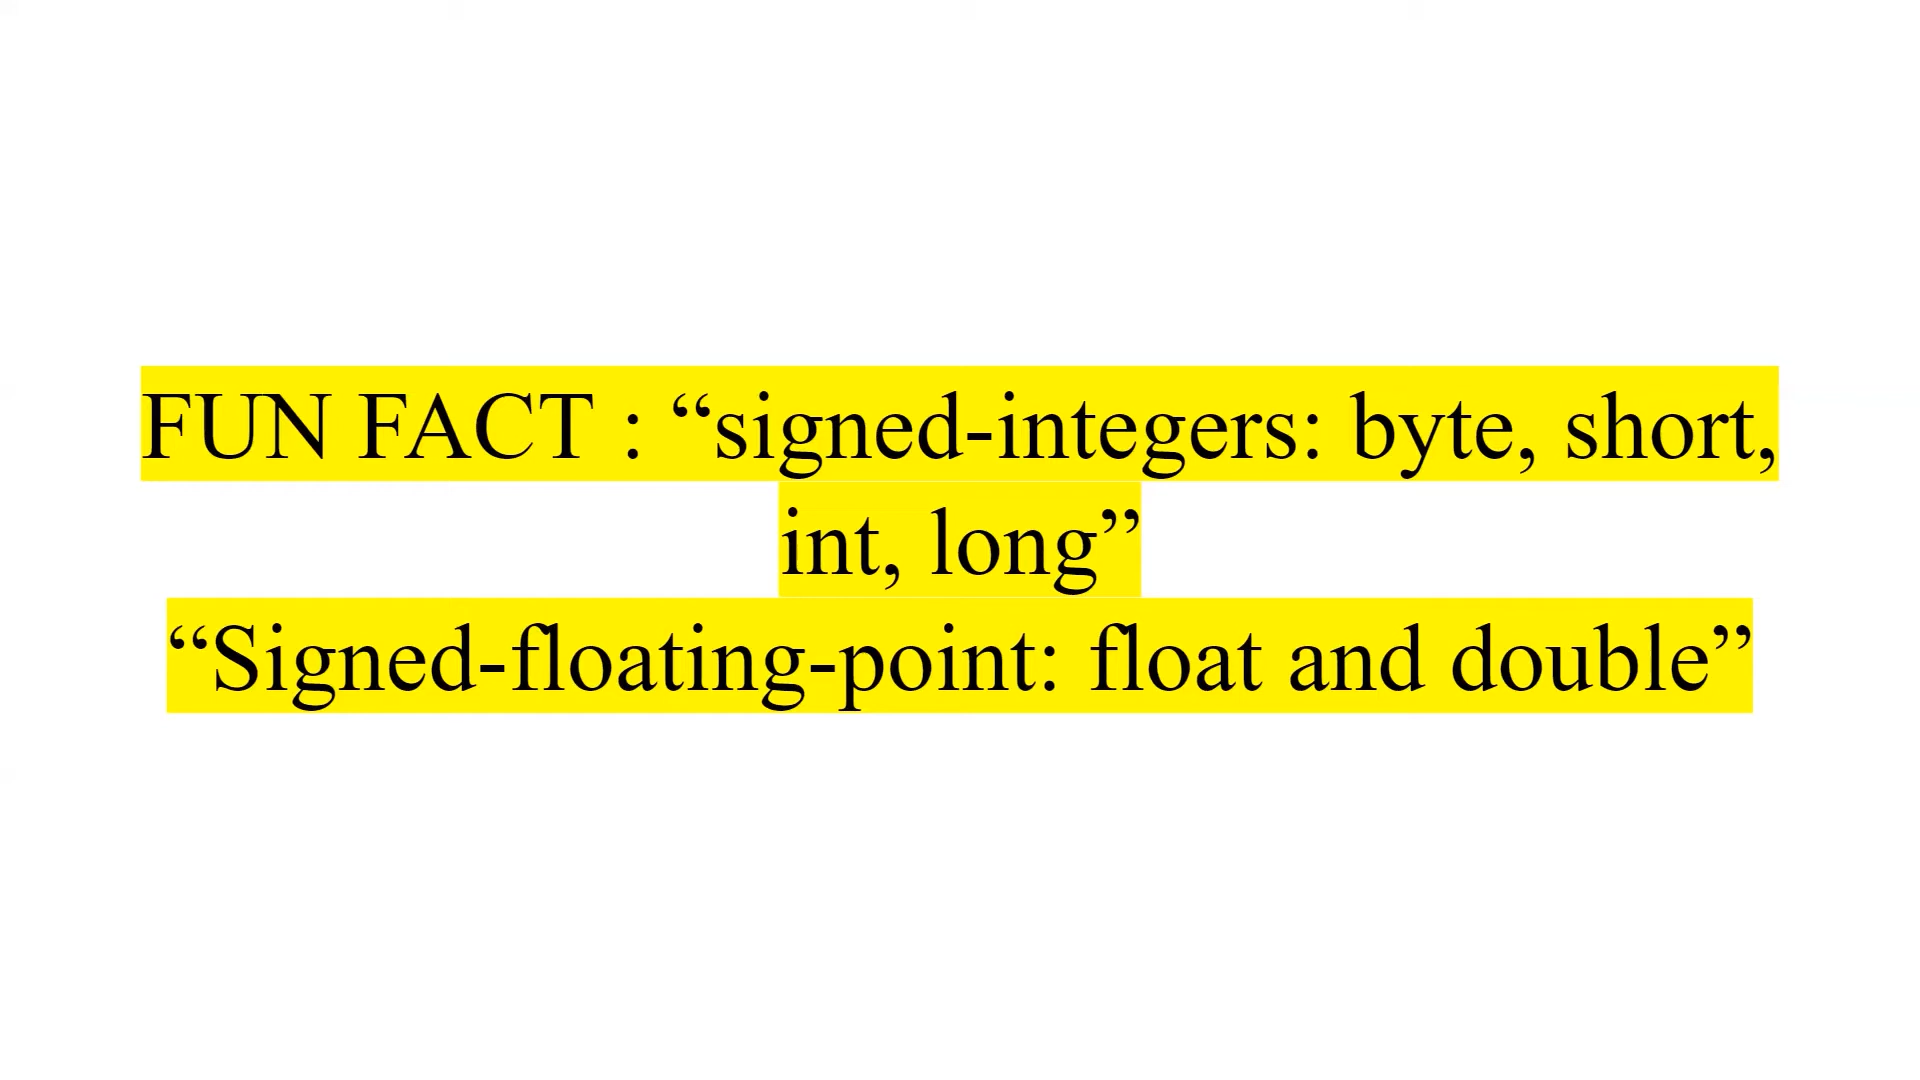 FUN FACT : “signed-integers: byte, short,
int, long”
“Signed-floating-point: float and double”